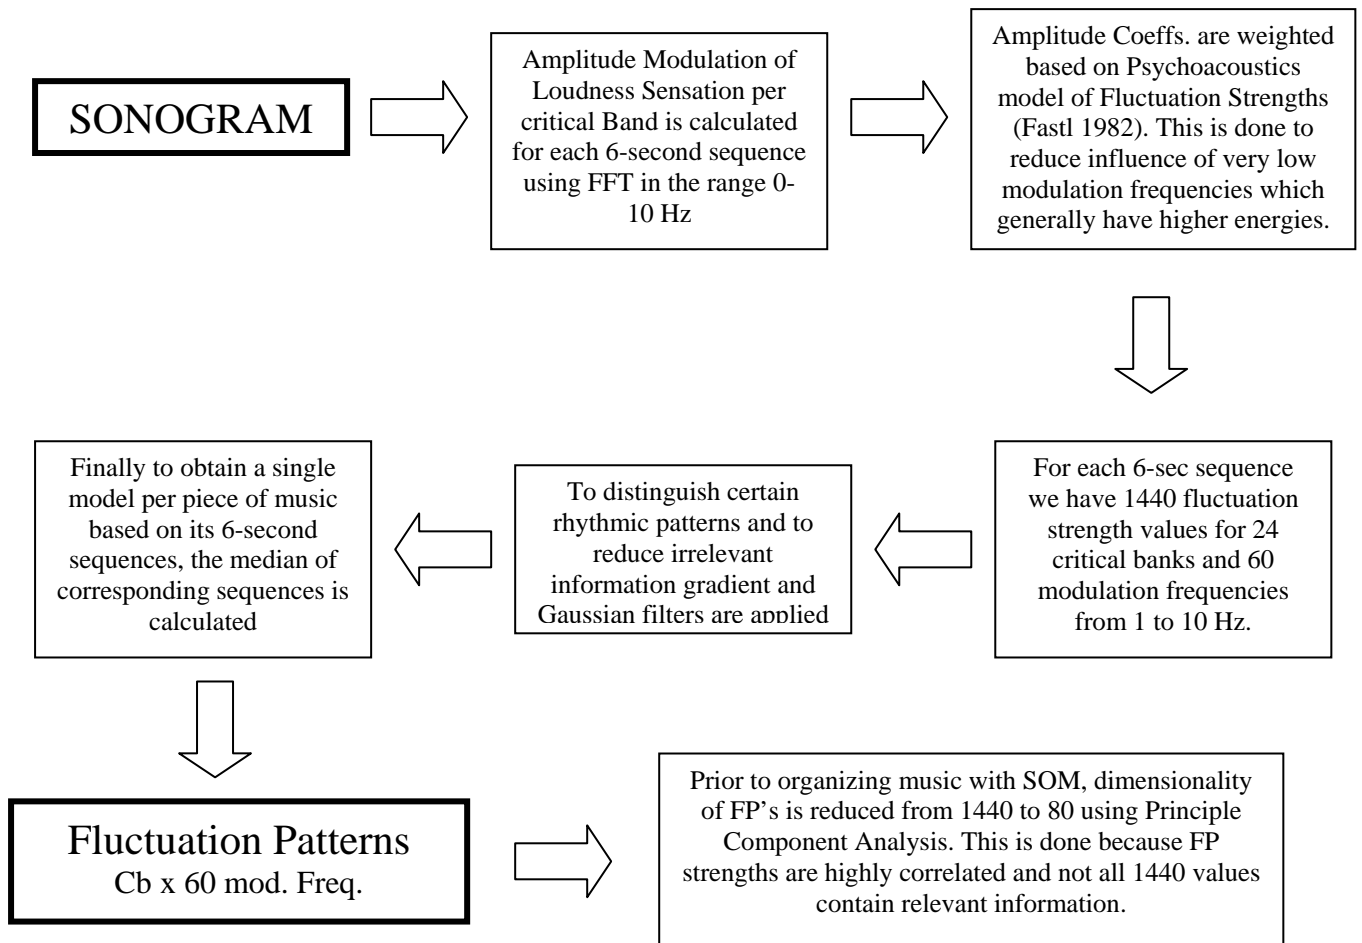 SONOGRAM
Amplitude Modulation of
Loudness Sensation per
critical Band is calculated
for each 6-second sequence
using FFT in the range 0-
10 Hz
Amplitude Coeffs. are weighted
based on Psychoacoustics
model of Fluctuation Strengths
(Fastl 1982). This is done to
reduce influence of very low
modulation frequencies which
generally have higher energies.
For each 6-sec sequence
we have 1440 fluctuation
strength values for 24
critical banks and 60
modulation frequencies
from 1 to 10 Hz.
To distinguish certain
rhythmic patterns and to
reduce irrelevant
information gradient and
Gaussian filters are applied
Finally to obtain a single
model per piece of music
based on its 6-second
sequences, the median of
corresponding sequences is
calculated
Fluctuation Patterns
Cb x 60 mod. Freq.
Prior to organizing music with SOM, dimensionality
of FP's is reduced from 1440 to 80 using Principle
Component Analysis. This is done because FP
strengths are highly correlated and not all 1440 values
contain relevant information.